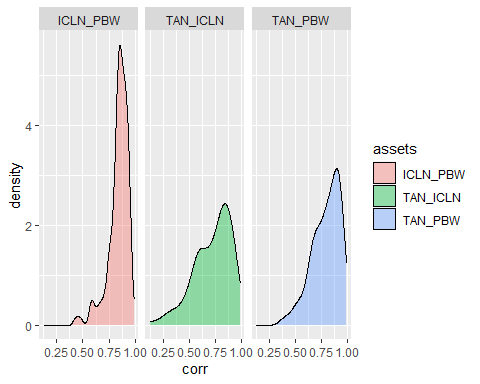 ICLN_PBW TAN_ICLN TAN_PBW
density
4
2
0
0.25 0.50 0.75 1.00 0.25 0.50 0.75 1.00 0.25 0.50 0.75 1.00
corr
assets
ICLN_PBW
TAN_ICLN
TAN_PBW